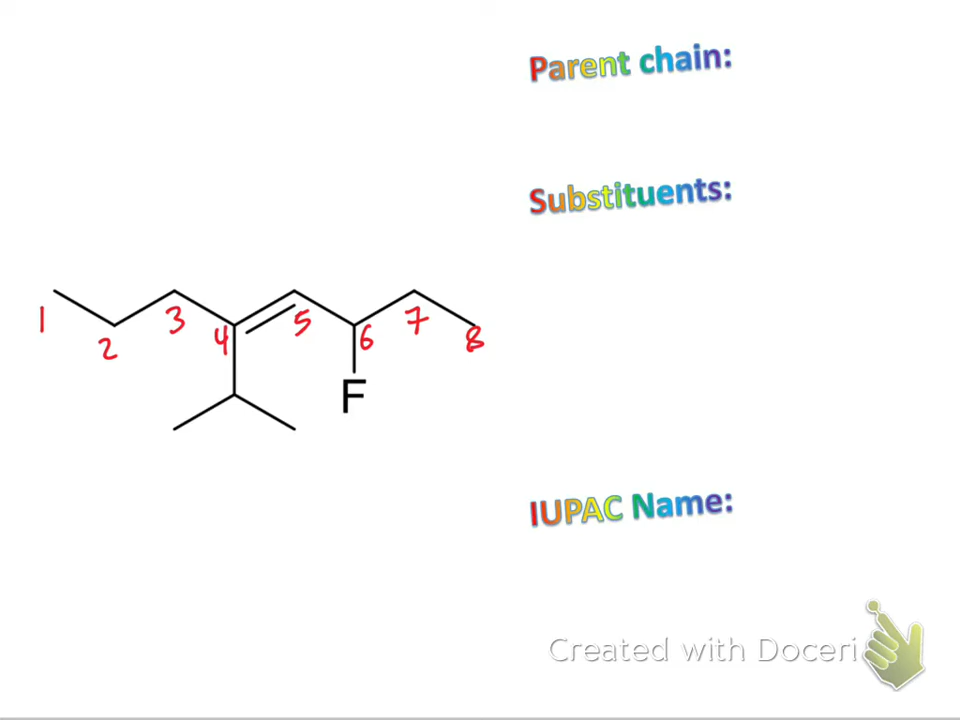 Parent chain:
Substituents:
1 2 3 4 5 6 7 8
F
IUPAC Name:
Created with Doceri